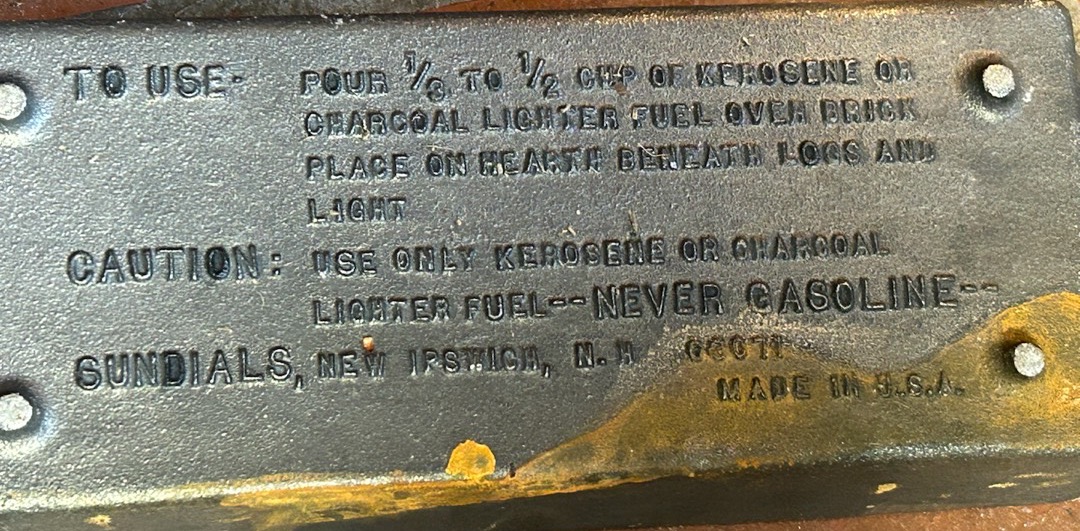 TO USE- POUR 1/3 TO 1/2 CUP OF KEROSENE OR
CHARCOAL LIGHTER FUEL OVER BRICK
PLACE ON HEARTH BENEATH LOGS AND
LIGHT
CAUTION: USE ONLY KEROSENE OR CHARCOAL
LIGHTER FUEL--NEVER GASOLINE--
SUNDIALS, NEW IPSWICH, N.H 03071
MADE IN U.S.A.